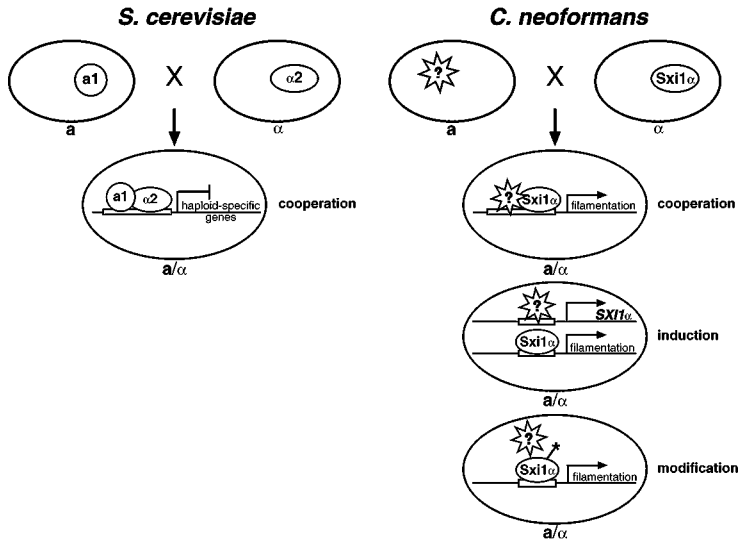 S. cerevisiae
C. neoformans
a1
X
α2
a
α
?
X
Sxi1α
a
α
a1
α2
haploid-specific
genes
cooperation
a/α
?
Sxi1α
filamentation
cooperation
a/α
?
SXI1α
Sxi1α
filamentation
induction
a/α
?
*
Sxi1α
filamentation
modification
a/α